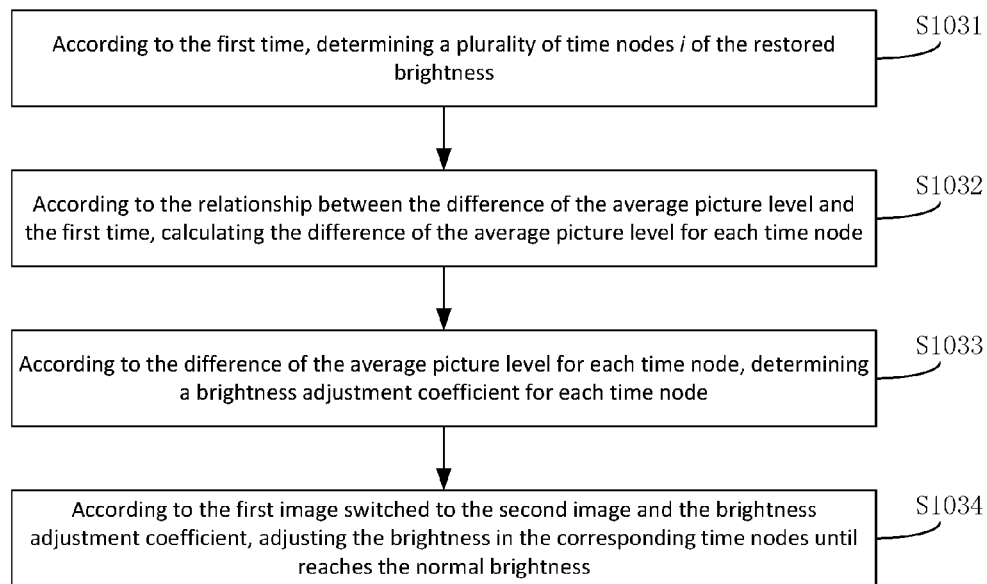 S1031
According to the first time, determining a plurality of time nodes i of the restored
brightness
S1032
According to the relationship between the difference of the average picture level and
the first time, calculating the difference of the average picture level for each time node
S1033
According to the difference of the average picture level for each time node, determining
a brightness adjustment coefficient for each time node
S1034
According to the first image switched to the second image and the brightness
adjustment coefficient, adjusting the brightness in the corresponding time nodes until
reaches the normal brightness